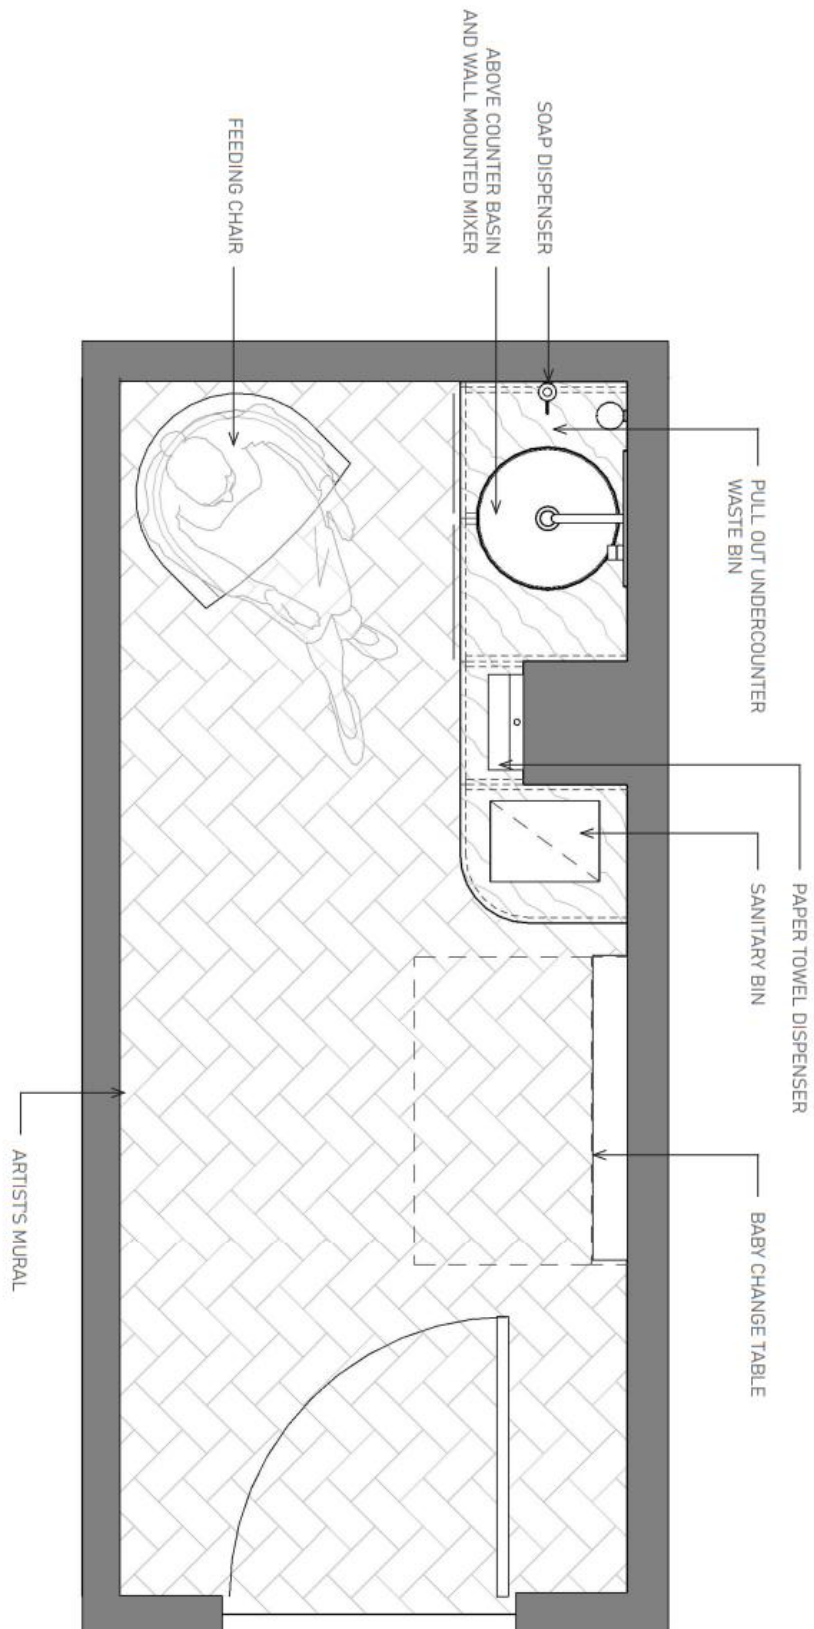 SOAP DISPENSER
ABOVE COUNTER BASIN
AND WALL MOUNTED MIXER
FEEDING CHAIR
PULL OUT UNDERCOUNTER
WASTE BIN
PAPER TOWEL DISPENSER
SANITARY BIN
BABY CHANGE TABLE
ARTIST'S MURAL